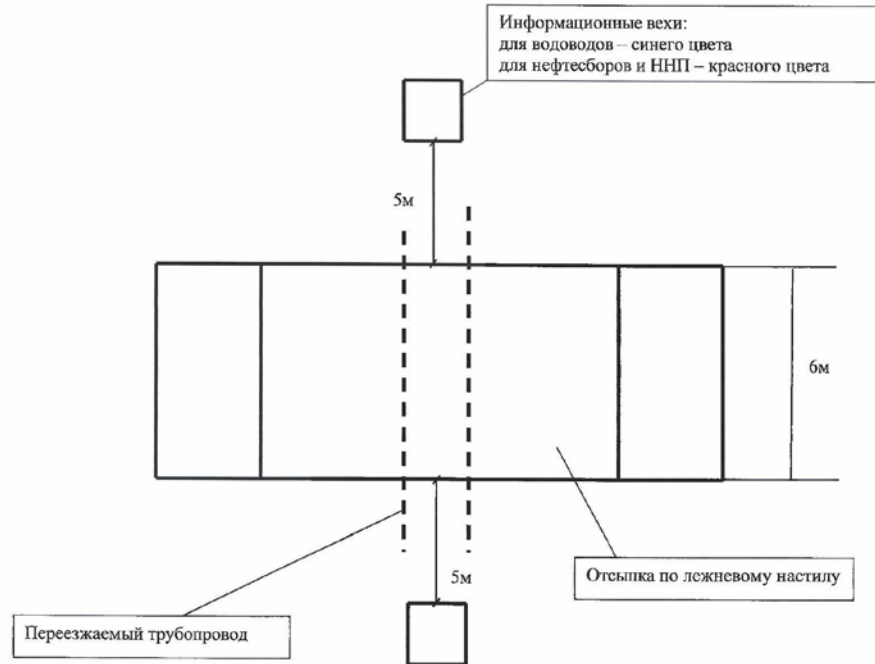 Информационные вехи:
для водоводов – синего цвета
для нефтесборов и ННП – красного цвета
5м
6м
5м
Отсыпка по лежневому настилу
Переезжаемый трубопровод